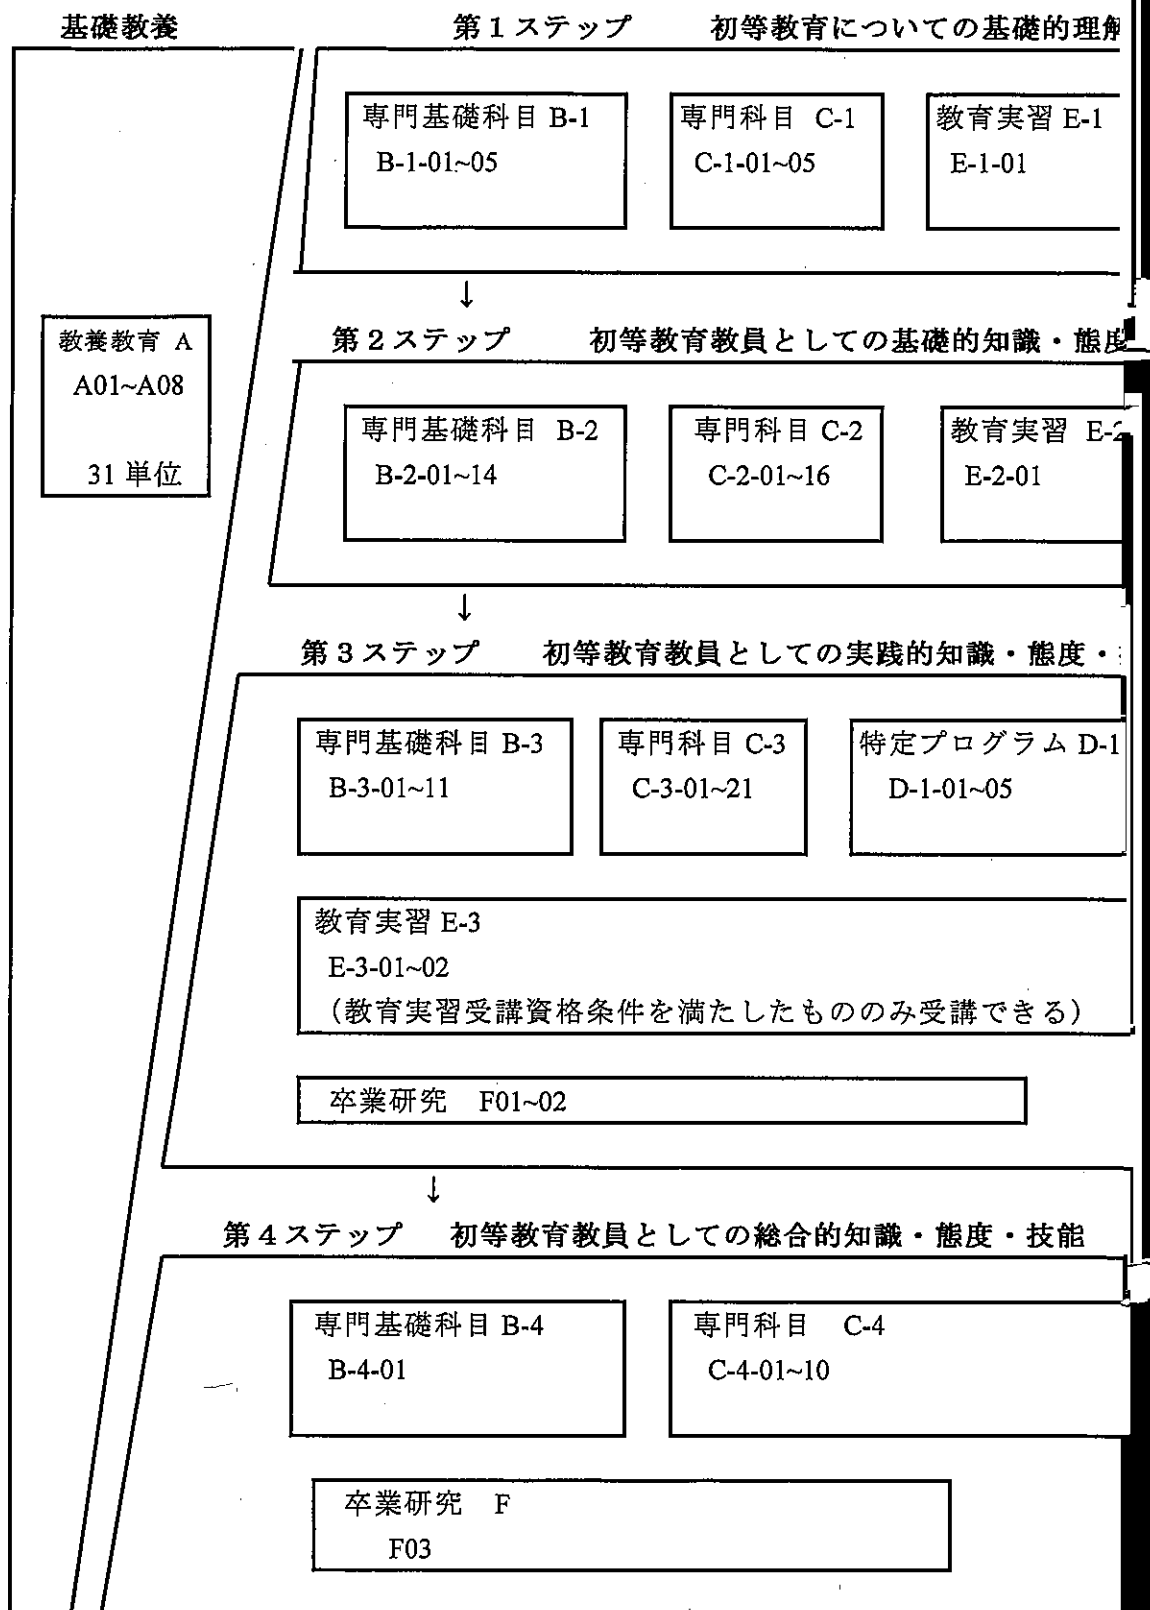 基礎教養
第１ステップ　初等教育についての基礎的理解
専門基礎科目 B-1
B-1-01~05
専門科目 C-1
C-1-01~05
教育実習 E-1
E-1-01
↓
教養教育 A
A01~A08
31 単位
第２ステップ　初等教育教員としての基礎的知識・態度
専門基礎科目 B-2
B-2-01~14
専門科目 C-2
C-2-01~16
教育実習 E-2
E-2-01
↓
第３ステップ　初等教育教員としての実践的知識・態度・
専門基礎科目 B-3
B-3-01~11
専門科目 C-3
C-3-01~21
特定プログラム D-1
D-1-01~05
教育実習 E-3
E-3-01~02
（教育実習受講資格条件を満たしたもののみ受講できる）
卒業研究　F01~02
↓
第４ステップ　初等教育教員としての総合的知識・態度・技能
専門基礎科目 B-4
B-4-01
専門科目　C-4
C-4-01~10
卒業研究　F
F03